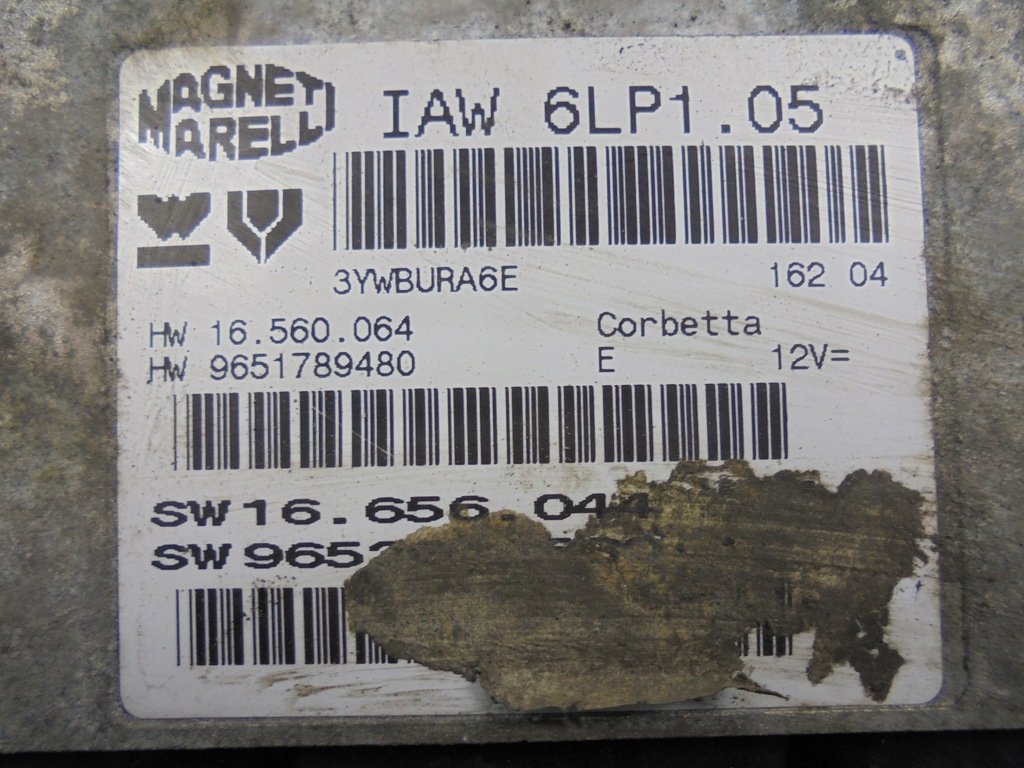 MAGNETI
MARELLI
IAW 6LP1.05
3YWBURA6E 162 04
HW 16.560.064 Corbetta
HW 9651789480 E 12V=
SW 16.656.044
SW